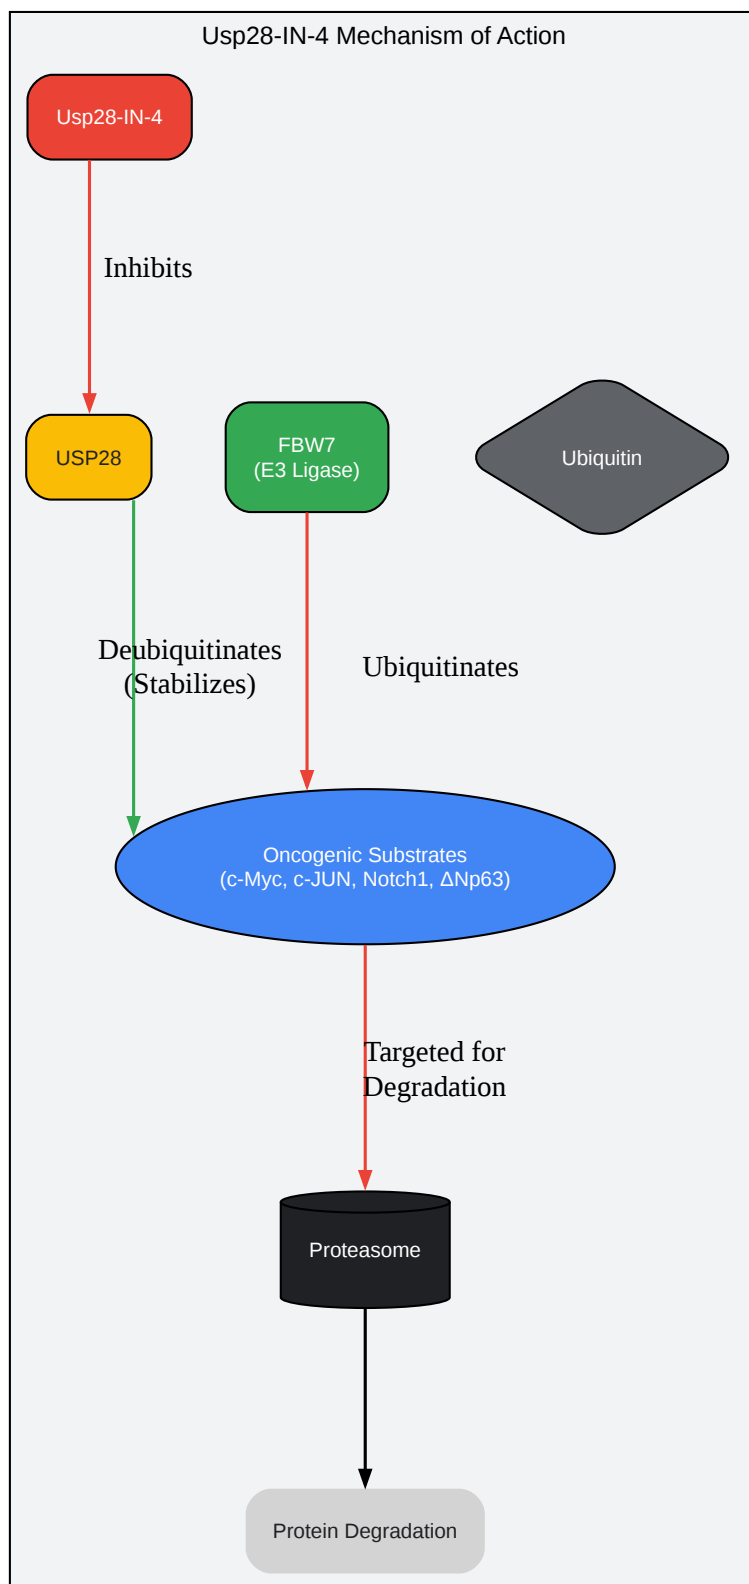 Usp28-IN-4 Mechanism of Action
Usp28-IN-4
Inhibits
USP28
FBW7
(E3 Ligase)
Ubiquitin
Deubiquitinates
(Stabilizes)
Ubiquitinates
Oncogenic Substrates
(c-Myc, c-JUN, Notch1, ΔNp63)
Targeted for
Degradation
Proteasome
Protein Degradation